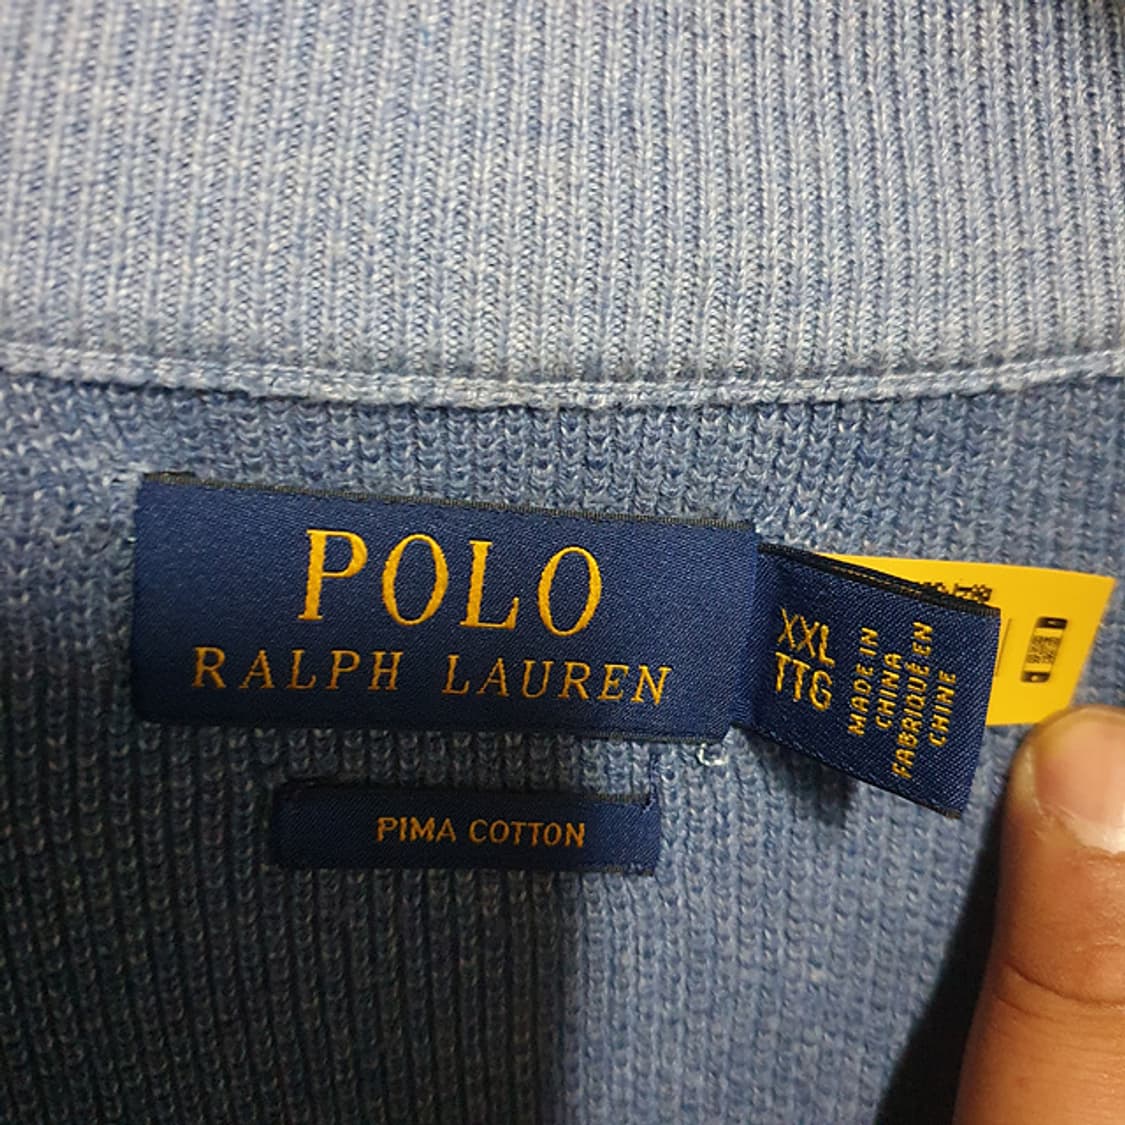 POLO
RALPH LAUREN
XXL
TTG
MADE IN
CHINA
FABRIQUÉ EN
CHINE
PIMA COTTON